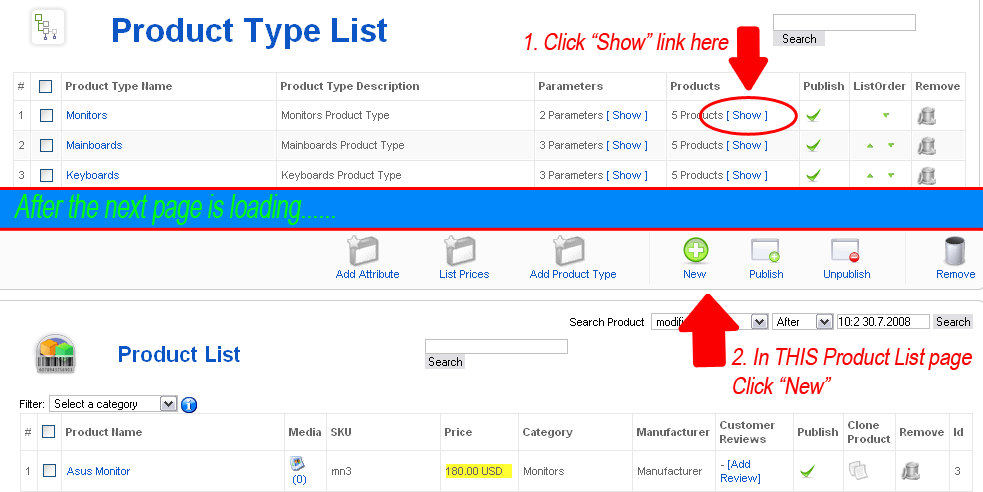 Product Type List
1. Click “Show” link here
Search
# Product Type Name Product Type Description Parameters Products Publish ListOrder Remove
1 Monitors Monitors Product Type 2 Parameters [ Show ] 5 Products [ Show ]
2 Mainboards Mainboards Product Type 3 Parameters [ Show ] 5 Products [ Show ]
3 Keyboards Keyboards Product Type 3 Parameters [ Show ] 5 Products [ Show ]
After the next page is loading......
Add Attribute List Prices Add Product Type New Publish Unpublish Remove
Search Product modifi After 10:2 30.7.2008 Search
Product List
Search
2. In THIS Product List page
Click “New”
Filter: Select a category
# Product Name Media SKU Price Category Manufacturer Customer Reviews Publish Clone Product Remove Id
1 Asus Monitor (0) mn3 180.00 USD Monitors Manufacturer - [Add Review] 3